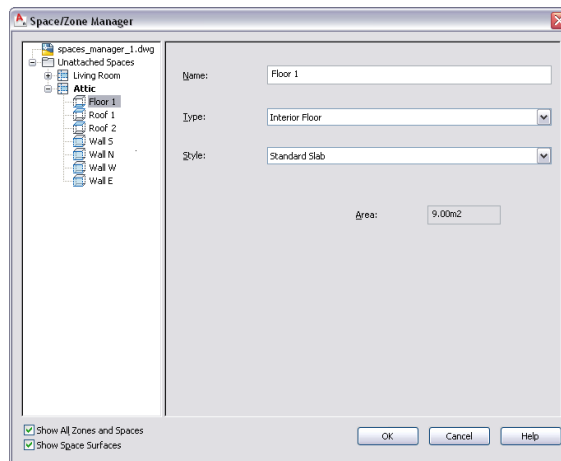 Space/Zone Manager
spaces_manager_1.dwg
Unattached Spaces
Living Room
Attic
Floor 1
Roof 1
Roof 2
Wall S
Wall N
Wall W
Wall E
Name: Floor 1
Type: Interior Floor
Style: Standard Slab
Area: 9.00m2
Show All Zones and Spaces
Show Space Surfaces
OK Cancel Help